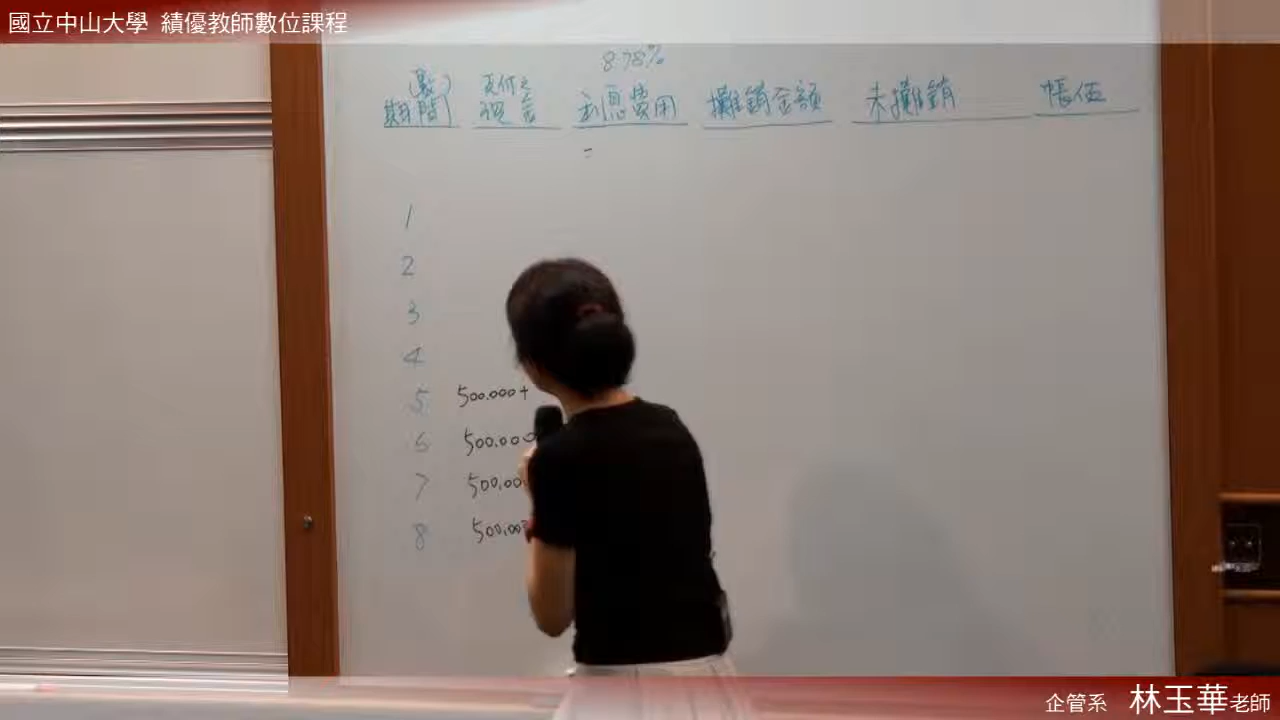 國立中山大學 績優教師數位課程
8.78%
(數) 支付之
期間 現金 利息費用 攤銷金額 未攤銷 帳值
=
1
2
3
4
5 500.000+
6 500.000
7 500,00
8 500,00
企管系 林玉華老師